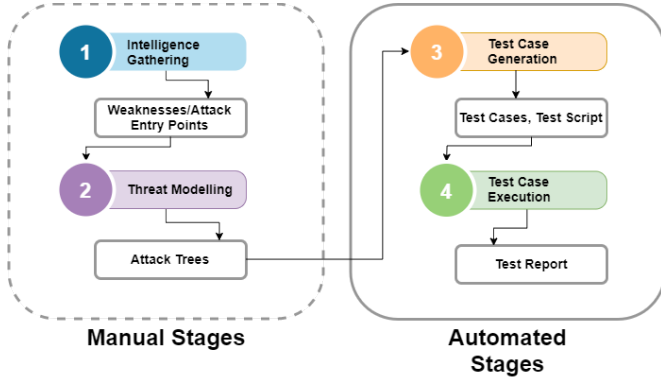 1
Intelligence
Gathering
Weaknesses/Attack
Entry Points
2
Threat Modelling
Attack Trees
Manual Stages
3
Test Case
Generation
Test Cases, Test Script
4
Test Case
Execution
Test Report
Automated
Stages